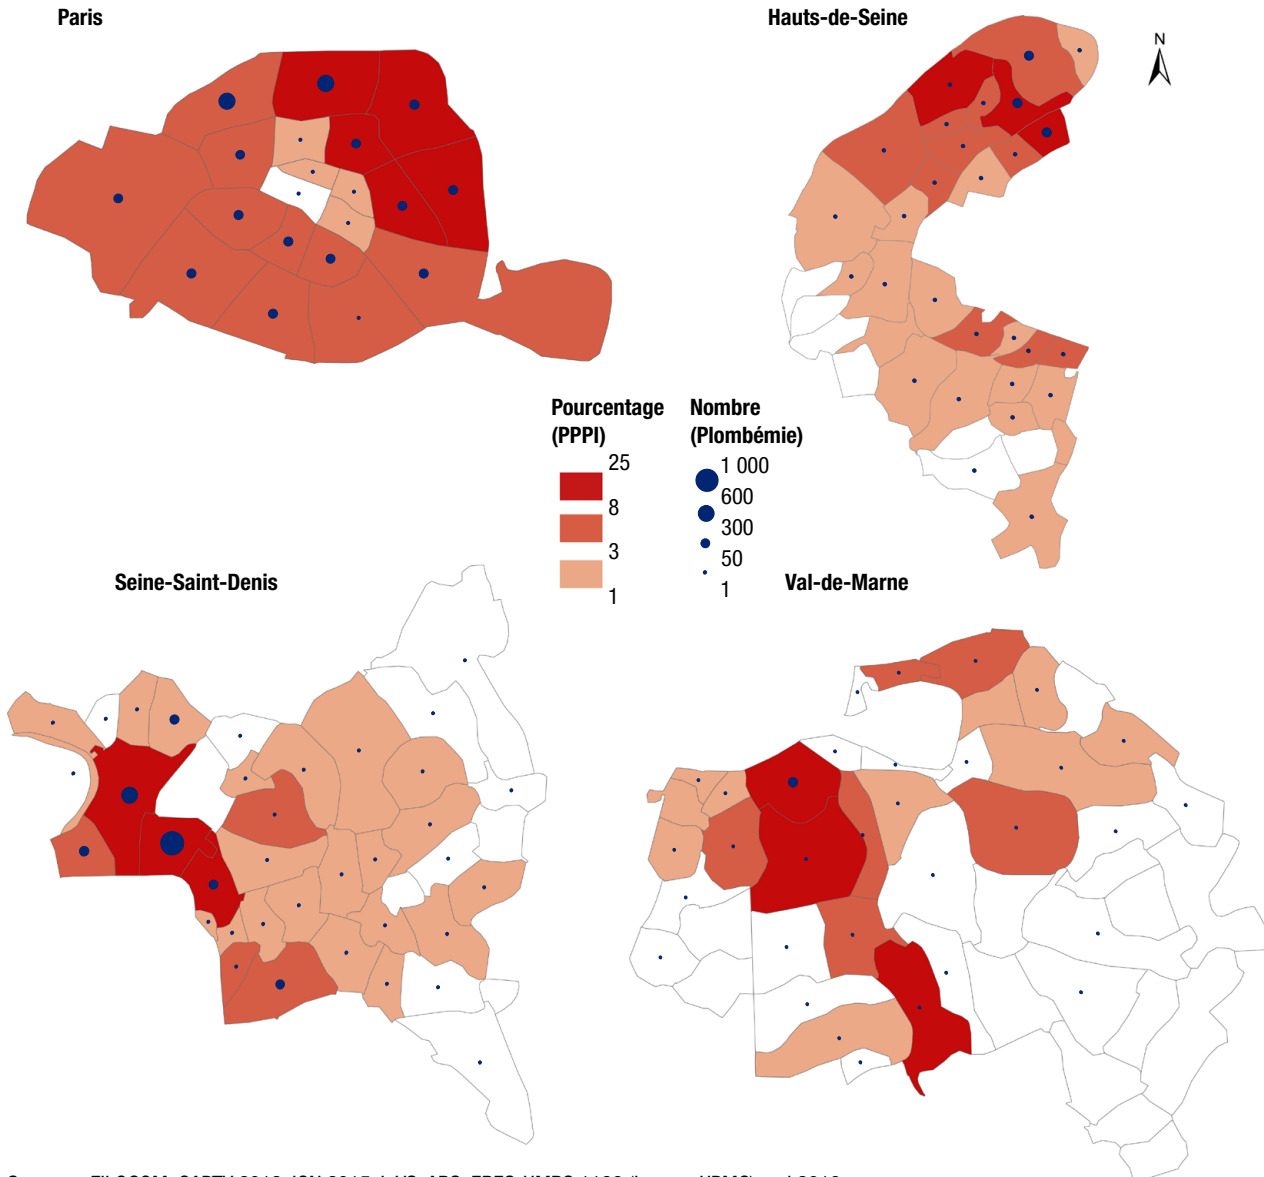 Paris
Hauts-de-Seine
N
Pourcentage
(PPPI)
25
8
3
1
Nombre
(Plombémie)
1 000
600
300
50
1
Seine-Saint-Denis
Val-de-Marne